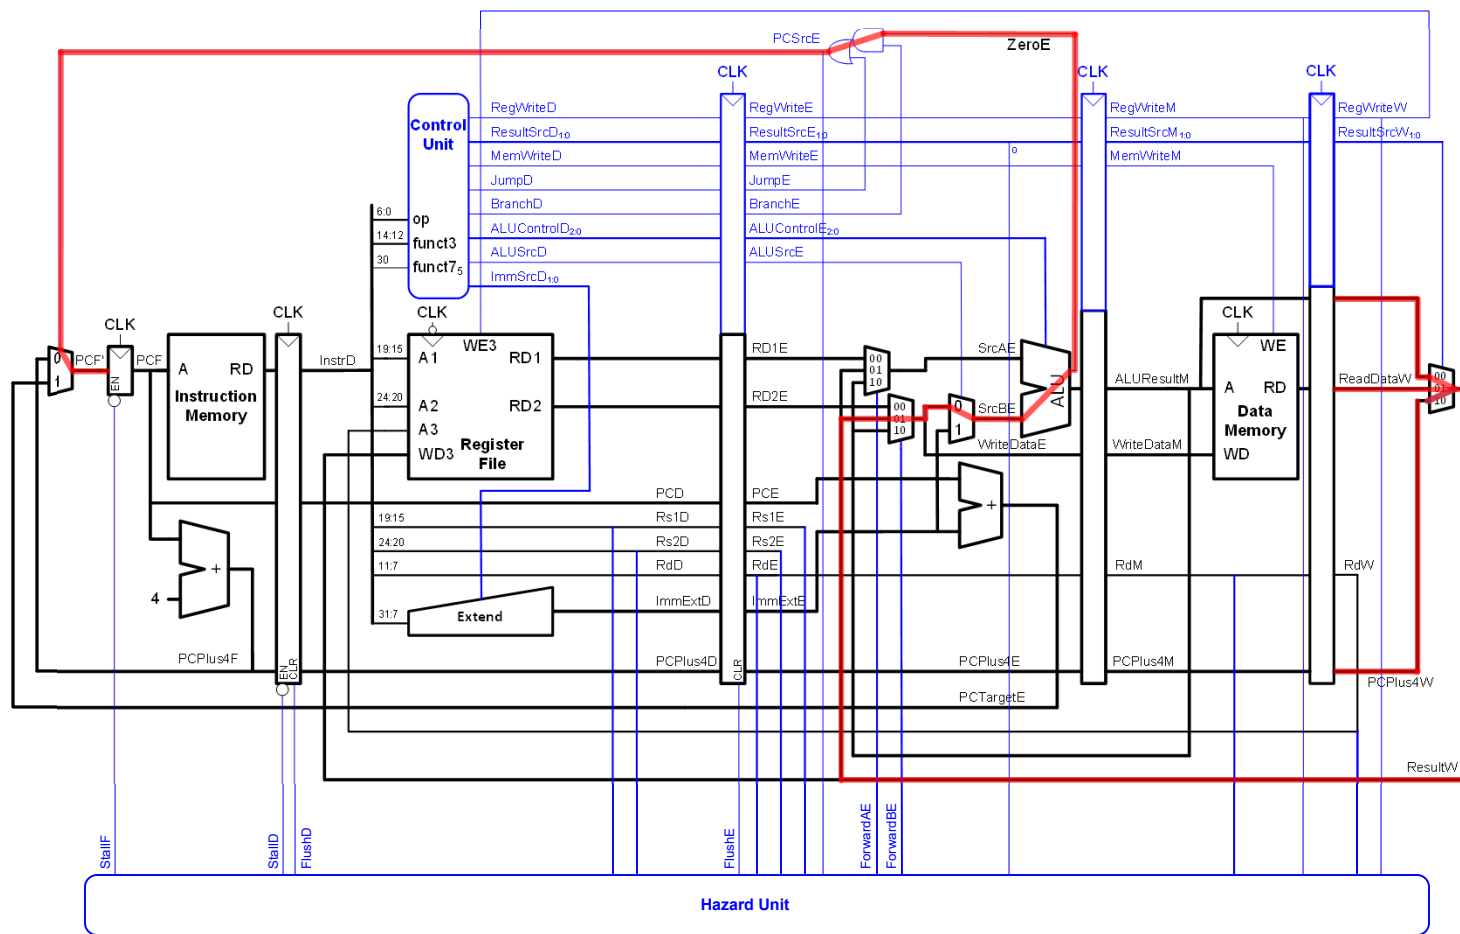 PCSrcE
ZeroE
CLK CLK CLK
Control Unit
RegWriteD RegWriteE RegWriteM RegWriteW
ResultSrcD1:0 ResultSrcE1:0 ResultSrcM1:0 ResultSrcW1:0
0
MemWriteD MemWriteE MemWriteM
JumpD JumpE
BranchD BranchE
6:0 op
ALUControlD2:0 ALUControlE2:0
14:12 funct3
ALUSrcD ALUSrcE
30 funct75
ImmSrcD1:0
CLK CLK CLK CLK
0 1 PCF' EN PCF
A RD
Instruction Memory
InstrD
19:15 A1 WE3 RD1 RD1E
00 01 10
SrcAE
ALU
ALUResultM
A RD WE
Data Memory
WD
ReadDataW
00 01 10
24:20 A2 RD2 RD2E
00 01 10
0 1
SrcBE
A3
WD3
Register File
WriteDataE WriteDataM
PCD PCE
+
19:15 Rs1D Rs1E
24:20 Rs2D Rs2E
11:7 RdD RdE RdM RdW
+
4
31:7 Extend
ImmExtD ImmExtE
PCPlus4F EN CLR PCPlus4D CLR PCPlus4E PCPlus4M PCPlus4W
PCTargetE
ResultW
StallF StallD FlushD FlushE ForwardAE ForwardBE
Hazard Unit